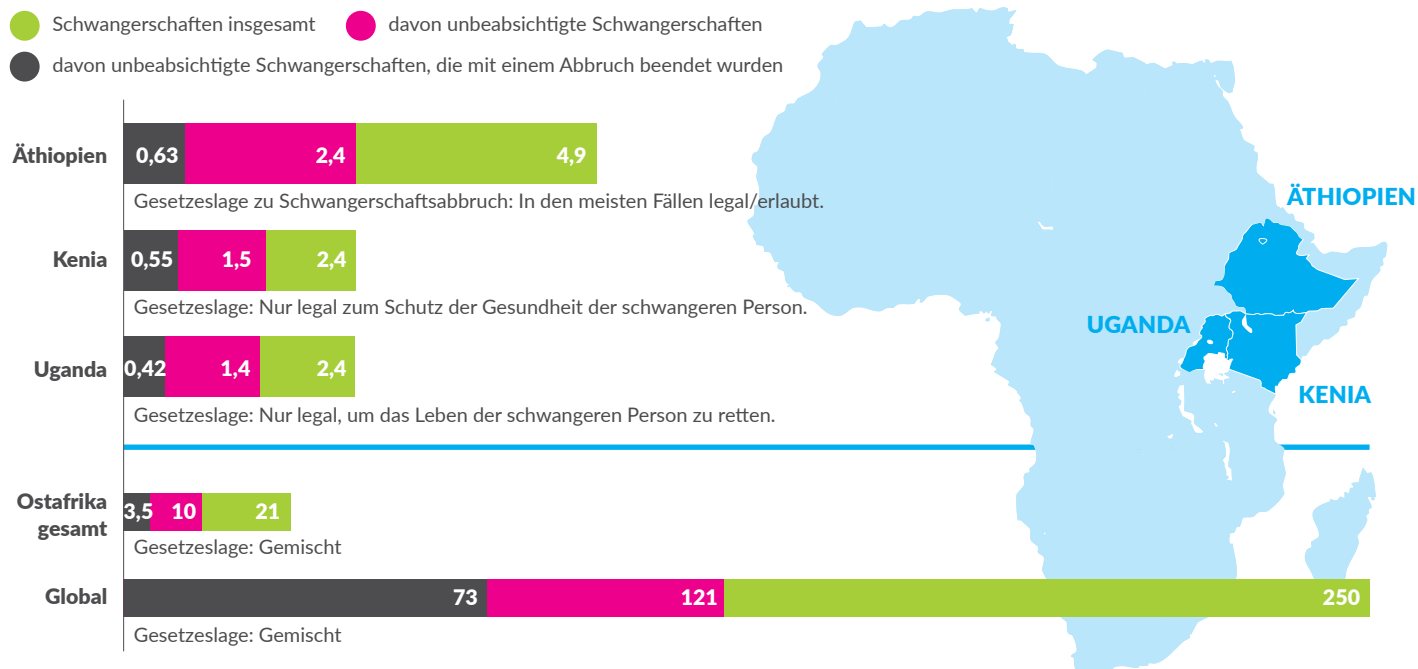 Schwangerschaften insgesamt
davon unbeabsichtigte Schwangerschaften
davon unbeabsichtigte Schwangerschaften, die mit einem Abbruch beendet wurden
Äthiopien
0,63
2,4
4,9
Gesetzeslage zu Schwangerschaftsabbruch: In den meisten Fällen legal/erlaubt.
Kenia
0,55
1,5
2,4
Gesetzeslage: Nur legal zum Schutz der Gesundheit der schwangeren Person.
Uganda
0,42
1,4
2,4
Gesetzeslage: Nur legal, um das Leben der schwangeren Person zu retten.
Ostafrika
gesamt
3,5
10
21
Gesetzeslage: Gemischt
Global
73
121
250
Gesetzeslage: Gemischt
ÄTHIOPIEN
UGANDA
KENIA